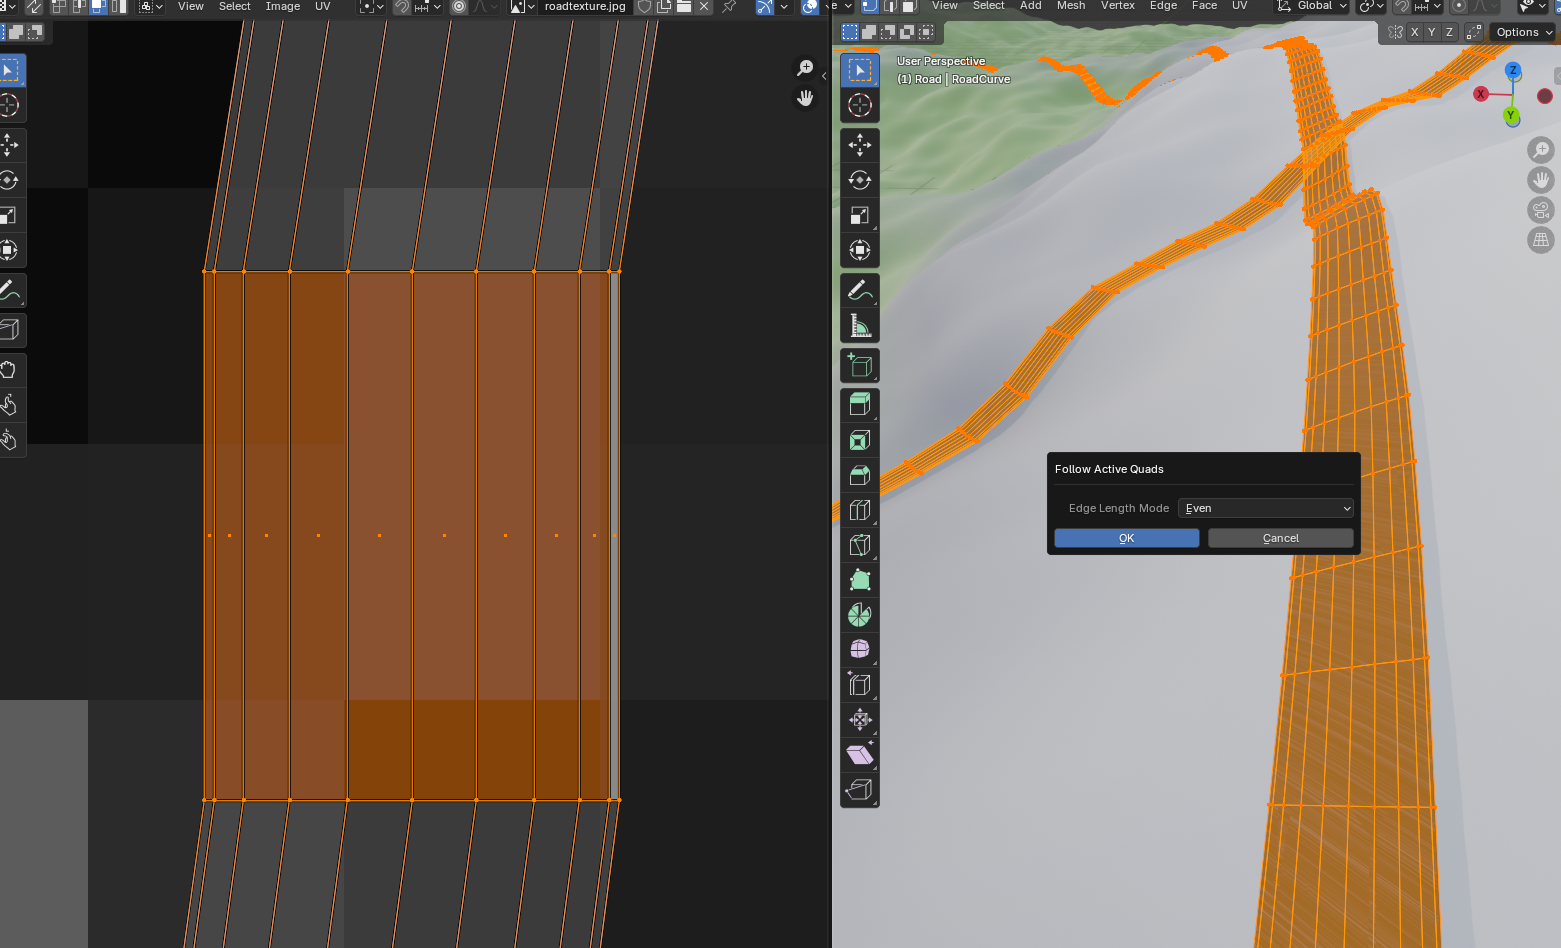 View Select Image UV
roadtexture.jpg
View Select Add Mesh Vertex Edge Face UV
Global
X Y Z
Options
User Perspective
(1) Road | RoadCurve
Z
X
Y
Follow Active Quads
Edge Length Mode Even
OK Cancel